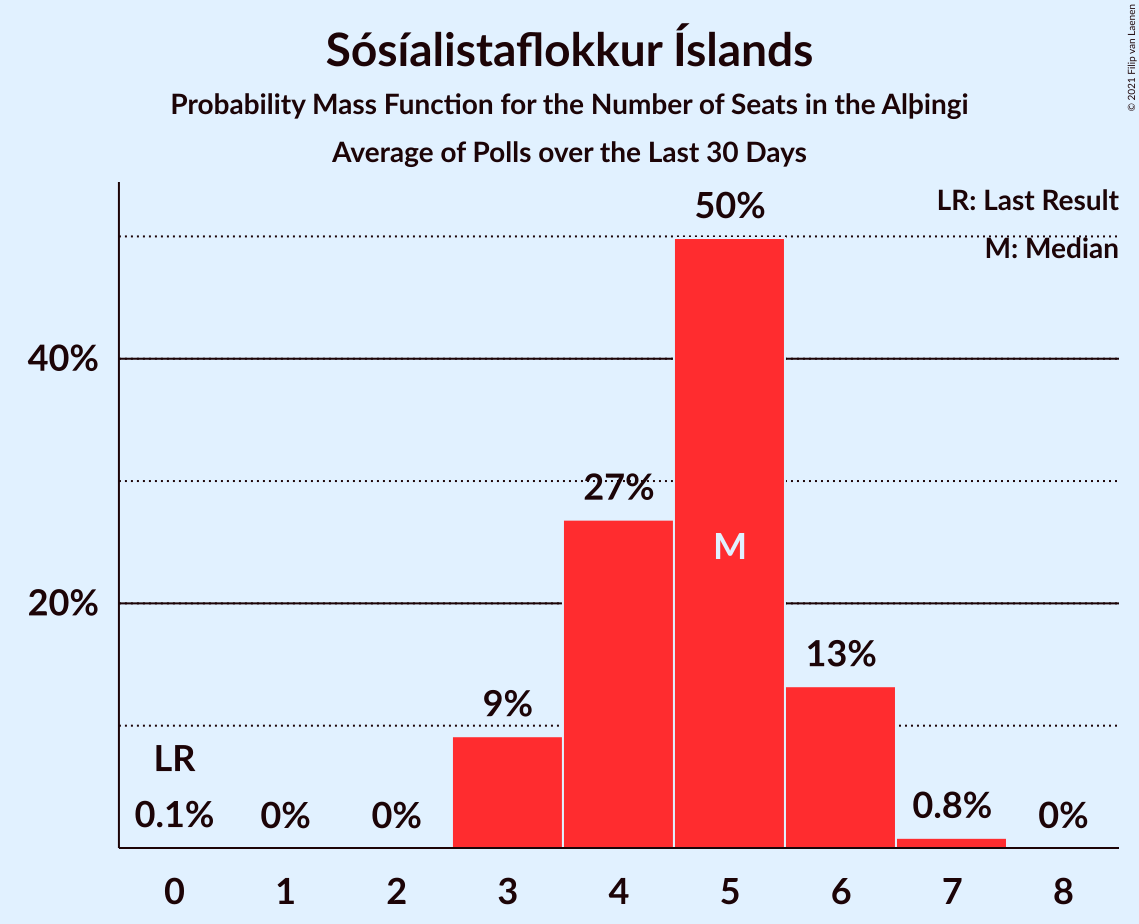 Sósíalistaflokkur Íslands
Probability Mass Function for the Number of Seats in the Alþingi
Average of Polls over the Last 30 Days
© 2021 Filip van Laenen
LR: Last Result
M: Median
50%
40%
27%
M
20%
13%
9%
LR
0.1% 0% 0% 0.8% 0%
0 1 2 3 4 5 6 7 8